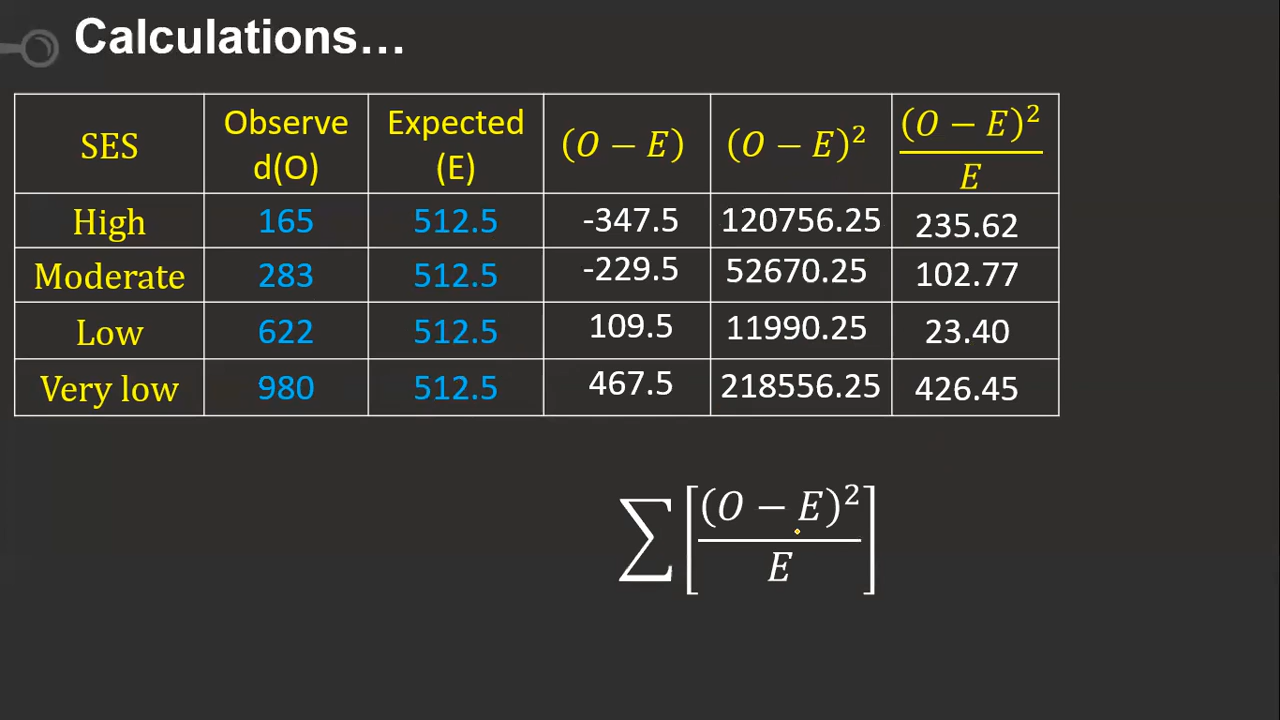 Calculations…
SES Observe d(O) Expected (E) (O − E) (O − E)² (O − E)² / E
High 165 512.5 -347.5 120756.25 235.62
Moderate 283 512.5 -229.5 52670.25 102.77
Low 622 512.5 109.5 11990.25 23.40
Very low 980 512.5 467.5 218556.25 426.45
∑ [(O − E)² / E]